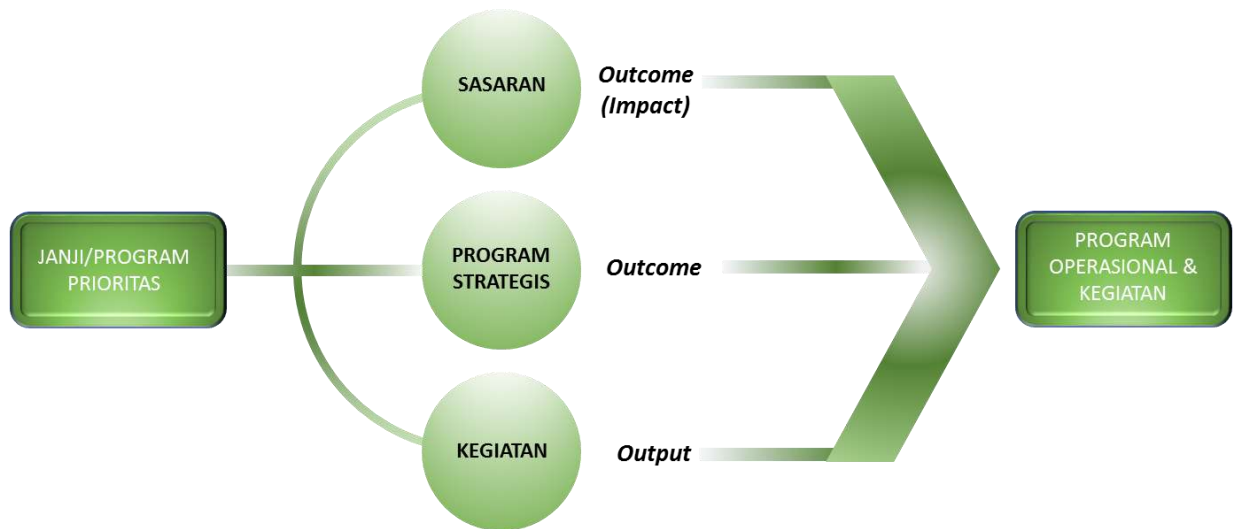 JANJI/PROGRAM
PRIORITAS
SASARAN
Outcome
(Impact)
PROGRAM
STRATEGIS
Outcome
KEGIATAN
Output
PROGRAM
OPERASIONAL &
KEGIATAN